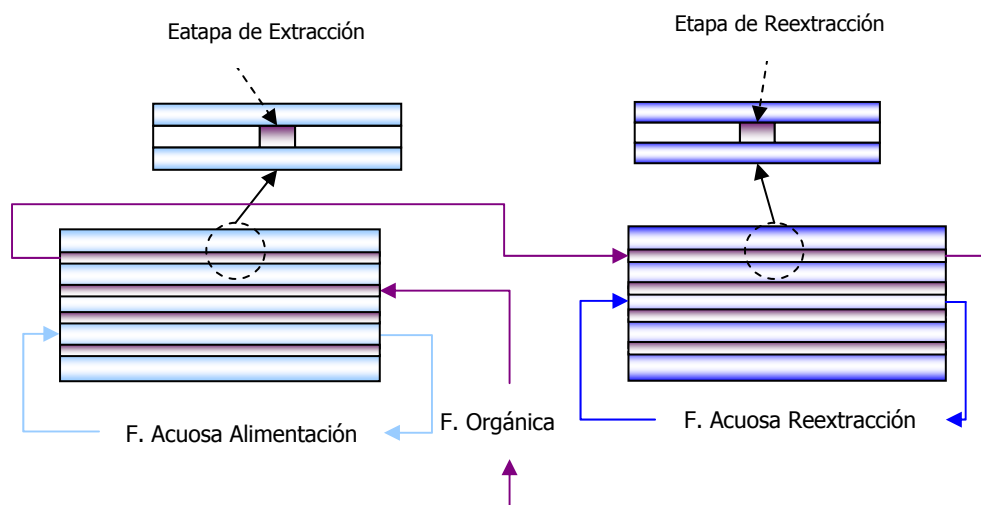 Eatapa de Extracción
Etapa de Reextracción
F. Acuosa Alimentación
F. Orgánica
F. Acuosa Reextracción